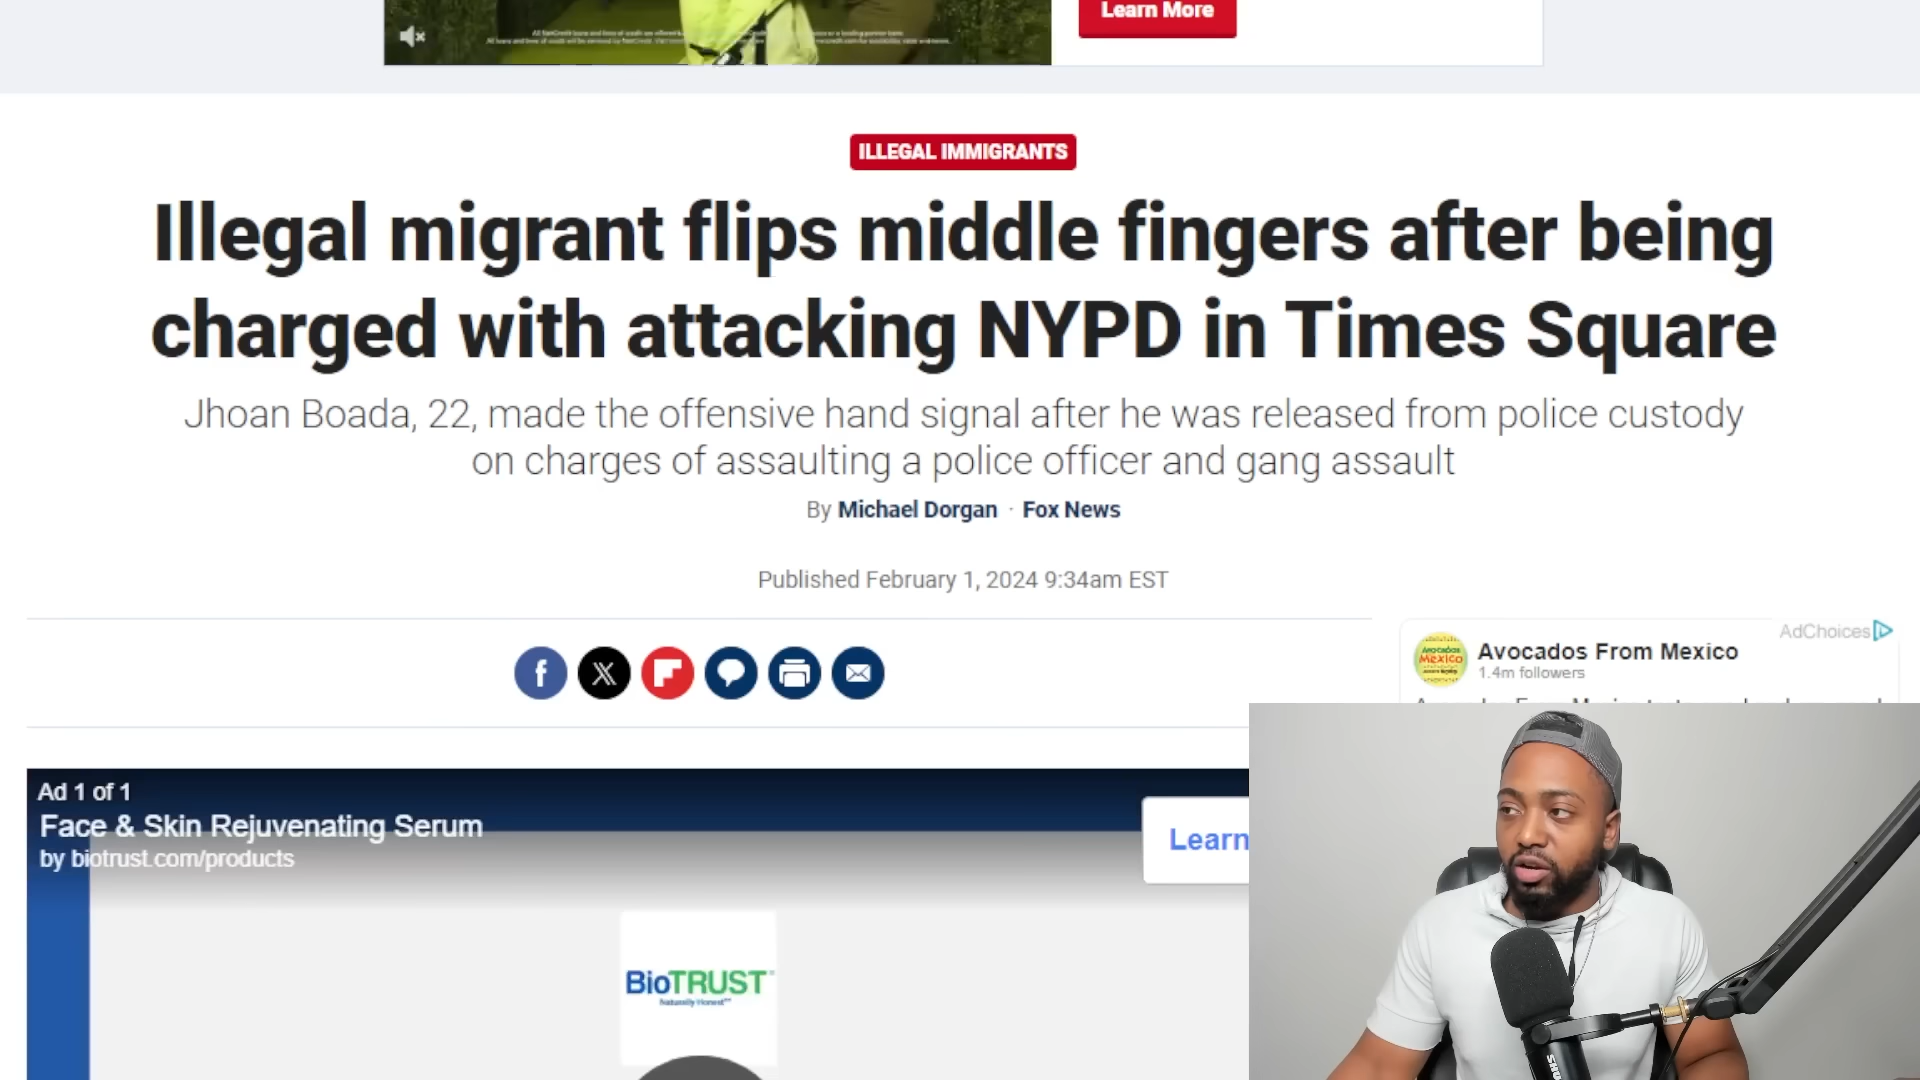 Learn More
ILLEGAL IMMIGRANTS
Illegal migrant flips middle fingers after being
charged with attacking NYPD in Times Square
Jhoan Boada, 22, made the offensive hand signal after he was released from police custody
on charges of assaulting a police officer and gang assault
By Michael Dorgan · Fox News
Published February 1, 2024 9:34am EST
AdChoices
Avocados From Mexico
1.4m followers
Ad 1 of 1
Face & Skin Rejuvenating Serum
by biotrust.com/products
Learn
BioTRUST
Naturally Honest